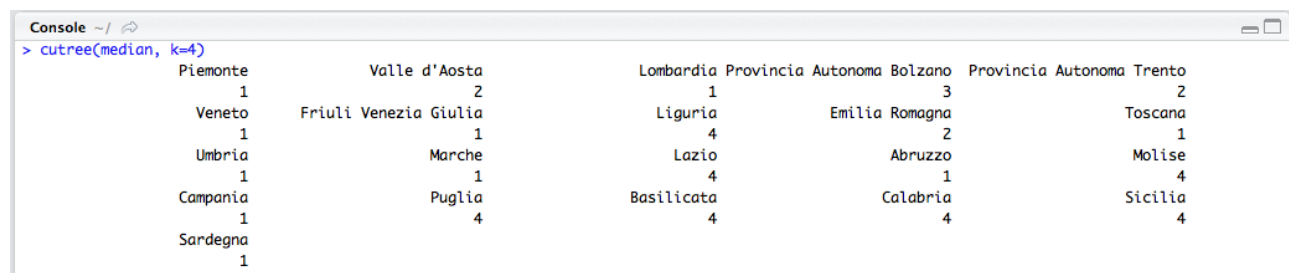 Console ~/
> cutree(median, k=4)
Piemonte Valle d'Aosta Lombardia Provincia Autonoma Bolzano Provincia Autonoma Trento
1 2 1 3 2
Veneto Friuli Venezia Giulia Liguria Emilia Romagna Toscana
1 1 4 2 1
Umbria Marche Lazio Abruzzo Molise
1 1 4 1 4
Campania Puglia Basilicata Calabria Sicilia
1 4 4 4 4
Sardegna
1